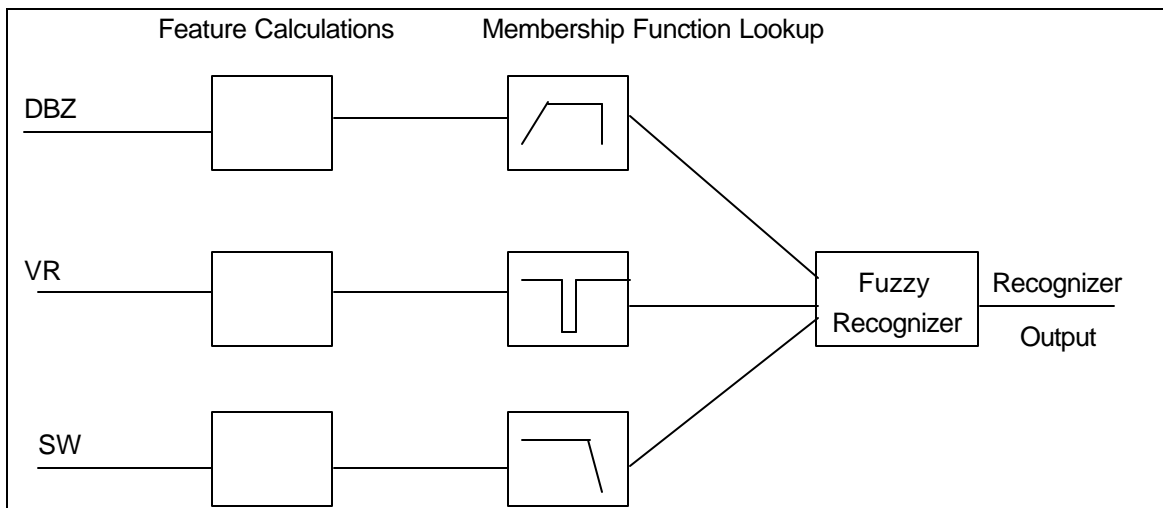 Feature Calculations
Membership Function Lookup
DBZ
VR
Fuzzy
Recognizer
Recognizer
Output
SW